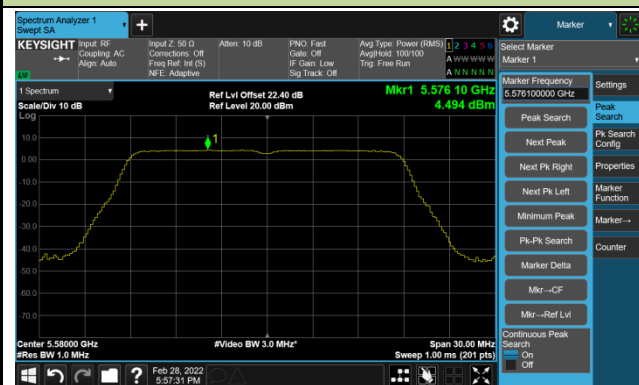 Spectrum Analyzer 1
Swept SA
+
Marker
KEYSIGHT
Input: RF
Coupling: AC
Align: Auto
Input Z: 50 Ω
Corrections: Off
Freq Ref: Int (S)
NFE: Adaptive
Atten: 10 dB
PNO: Fast
Gate: Off
IF Gain: Low
Sig Track: Off
Avg Type: Power (RMS)
Avg|Hold: 100/100
Trig: Free Run
1 2 3 4 5 6
A W W W W W
A N N N N N
Select Marker
Marker 1
1 Spectrum
Scale/Div 10 dB
Log
Ref Lvl Offset 22.40 dB
Ref Level 20.00 dBm
Mkr1 5.576 10 GHz
4.494 dBm
1
10.0
0.00
-10.0
-20.0
-30.0
-40.0
-50.0
-60.0
-70.0
Center 5.58000 GHz
#Res BW 1.0 MHz
#Video BW 3.0 MHz*
Span 30.00 MHz
Sweep 1.00 ms (201 pts)
Marker Frequency
5.576100000 GHz
Peak Search
Next Peak
Next Pk Right
Next Pk Left
Minimum Peak
Pk-Pk Search
Marker Delta
Mkr→CF
Mkr→Ref Lvl
Continuous Peak
Search
On
Off
Settings
Peak
Search
Pk Search
Config
Properties
Marker
Function
Marker→
Counter
?
Feb 28, 2022
5:57:31 PM